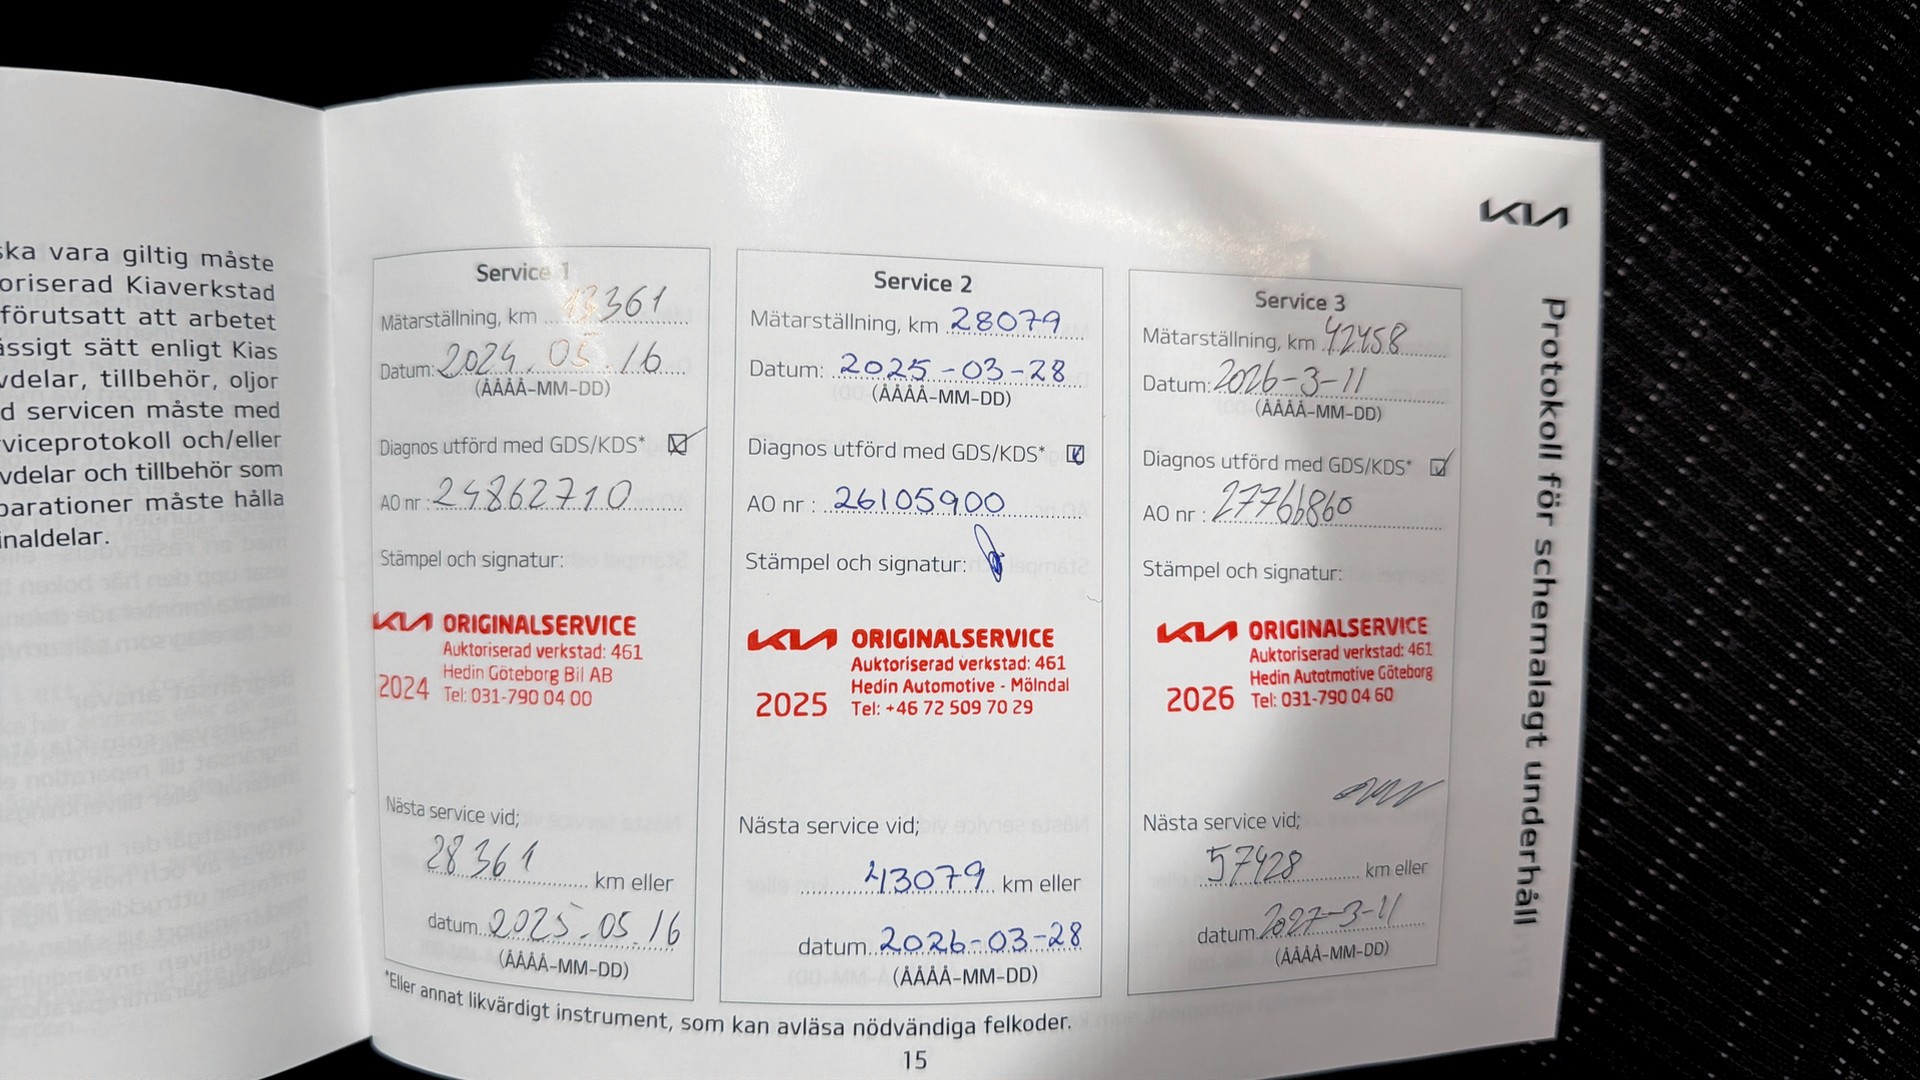 ska vara giltig måste
oriserad Kiaverkstad
förutsatt att arbetet
ässigt sätt enligt Kias
vdelar, tillbehör, oljor
d servicen måste med
rviceprotokoll och/eller
vdelar och tillbehör som
parationer måste hålla
inaldelar.
KIA
Protokoll för schemalagt underhåll
Service 1
Mätarställning, km 13361
Datum: 2024.05.16
(ÅÅÅÅ-MM-DD)
Diagnos utförd med GDS/KDS*
AO nr : 24862710
Stämpel och signatur:
KIA ORIGINALSERVICE
Auktoriserad verkstad: 461
Hedin Göteborg Bil AB
2024 Tel: 031-790 04 00
Nästa service vid;
28361 km eller
datum 2025.05.16
(ÅÅÅÅ-MM-DD)
Service 2
Mätarställning, km 28079
Datum: 2025-03-28
(ÅÅÅÅ-MM-DD)
Diagnos utförd med GDS/KDS*
AO nr : 26105900
Stämpel och signatur:
KIA ORIGINALSERVICE
Auktoriserad verkstad: 461
Hedin Automotive - Mölndal
2025 Tel: +46 72 509 70 29
Nästa service vid;
43079 km eller
datum 2026-03-28
(ÅÅÅÅ-MM-DD)
Service 3
Mätarställning, km 42458
Datum: 2026-3-11
(ÅÅÅÅ-MM-DD)
Diagnos utförd med GDS/KDS*
AO nr : 27766860
Stämpel och signatur:
KIA ORIGINALSERVICE
Auktoriserad verkstad: 461
Hedin Autotmotive Göteborg
2026 Tel: 031-790 04 60
Nästa service vid;
57428 km eller
datum 2027-3-11
(ÅÅÅÅ-MM-DD)
*Eller annat likvärdigt instrument, som kan avläsa nödvändiga felkoder.
15